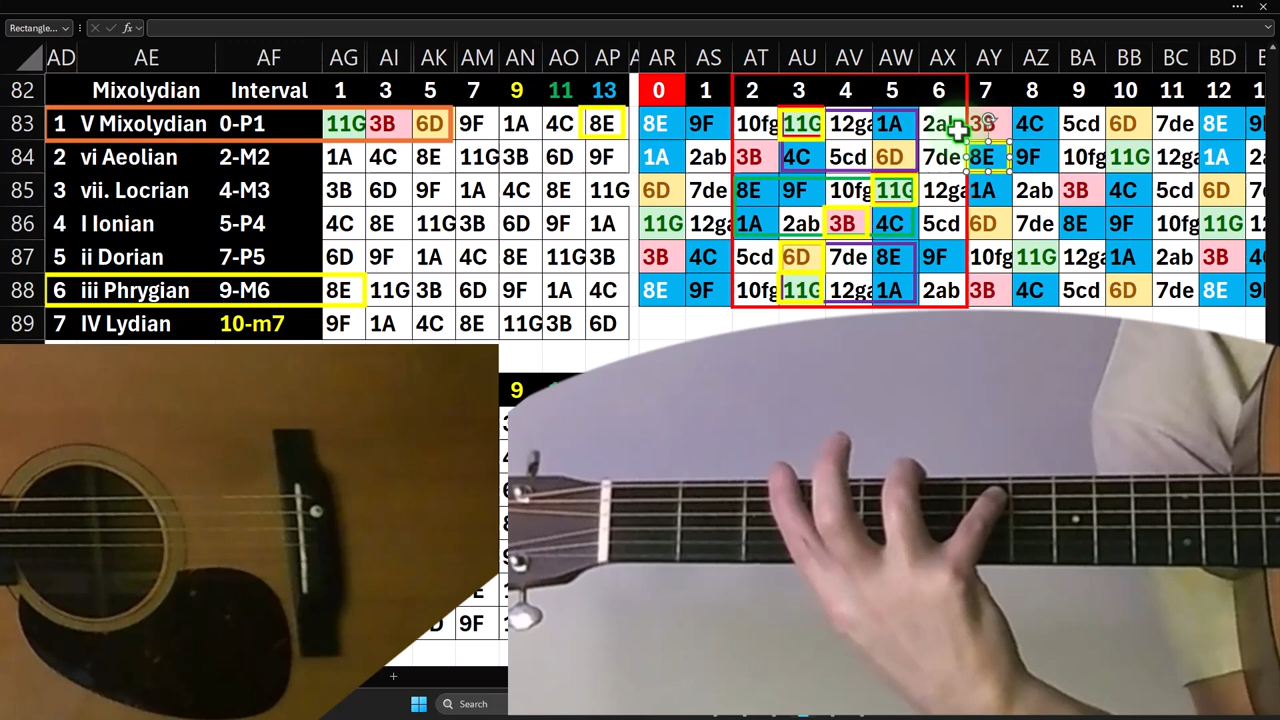 Rectangle...
fx
AD AE AF AG AI AK AM AN AO AP AR AS AT AU AV AW AX AY AZ BA BB BC BD
82 Mixolydian Interval 1 3 5 7 9 11 13 0 1 2 3 4 5 6 7 8 9 10 11 12
83 1 V Mixolydian 0-P1 11G 3B 6D 9F 1A 4C 8E 8E 9F 10fg 11G 12ga 1A 2ab 3B 4C 5cd 6D 7de 8E 9F
84 2 vi Aeolian 2-M2 1A 4C 8E 11G 3B 6D 9F 1A 2ab 3B 4C 5cd 6D 7de 8E 9F 10fg 11G 12ga 1A
85 3 vii. Locrian 4-M3 3B 6D 9F 1A 4C 8E 11G 6D 7de 8E 9F 10fg 11G 12ga 1A 2ab 3B 4C 5cd 6D
86 4 I Ionian 5-P4 4C 8E 11G 3B 6D 9F 1A 11G 12ga 1A 2ab 3B 4C 5cd 6D 7de 8E 9F 10fg 11G
87 5 ii Dorian 7-P5 6D 9F 1A 4C 8E 11G 3B 3B 4C 5cd 6D 7de 8E 9F 10fg 11G 12ga 1A 2ab 3B
88 6 iii Phrygian 9-M6 8E 11G 3B 6D 9F 1A 4C 8E 9F 10fg 11G 12ga 1A 2ab 3B 4C 5cd 6D 7de 8E
89 7 IV Lydian 10-m7 9F 1A 4C 8E 11G 3B 6D
9
9F
Search